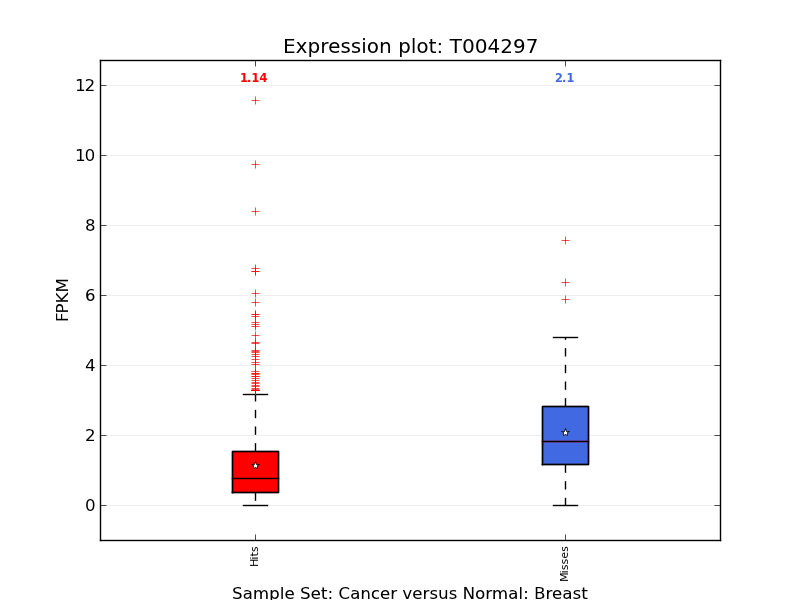 Expression plot: T004297
1.14
2.1
12
10
8
6
4
2
0
FPKM
Hits
Misses
Sample Set: Cancer versus Normal: Breast